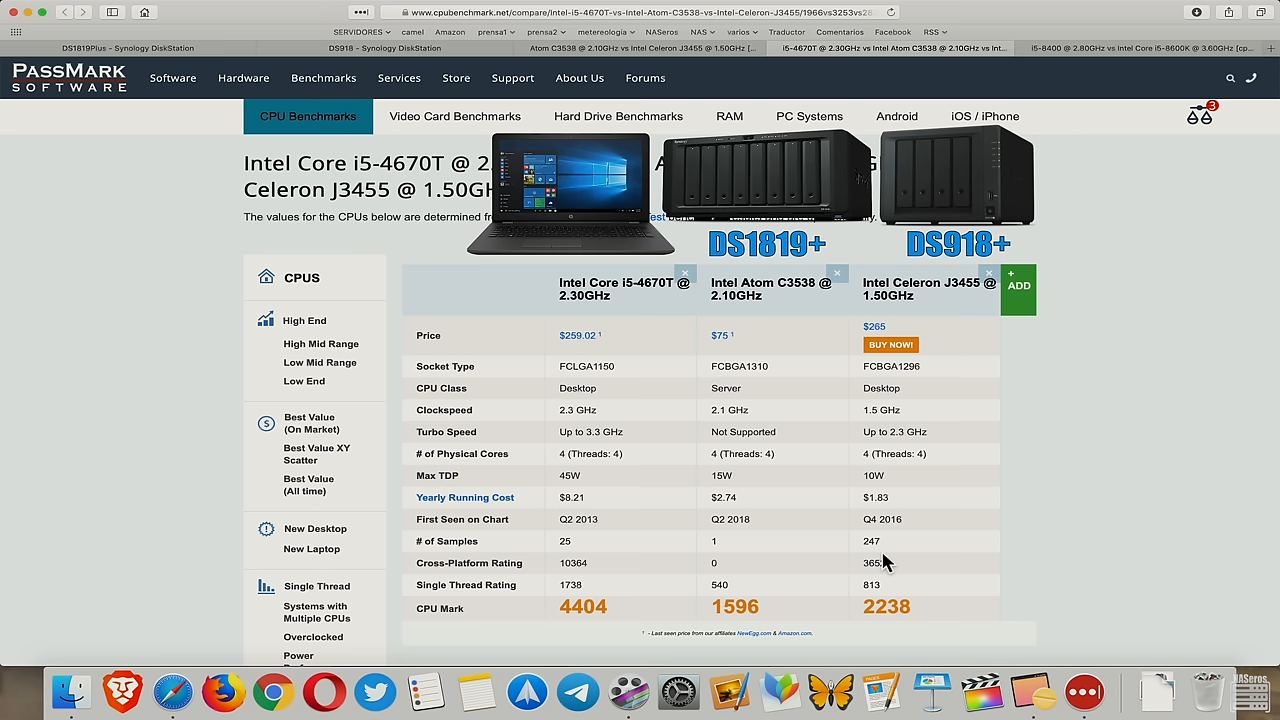 www.cpubenchmark.net/compare/Intel-i5-4670T-vs-Intel-Atom-C3538-vs-Intel-Celeron-J3455/1966vs3253vs28
SERVIDORES camel Amazon prensa1 prensa2 metereologia NASeros NAS varios Traductor Comentarios Facebook RSS
DS1819Plus - Synology DiskStation DS918 - Synology DiskStation Atom C3538 @ 2.10GHz vs Intel Celeron J3455 @ 1.50GHz [... i5-4670T @ 2.30GHz vs Intel Atom C3538 @ 2.10GHz vs Int... i5-8400 @ 2.80GHz vs Intel Core i5-8600K @ 3.60GHz [cp...
PASSMARK Software Hardware Benchmarks Services Store Support About Us Forums
SOFTWARE
3
CPU Benchmarks Video Card Benchmarks Hard Drive Benchmarks RAM PC Systems Android iOS / iPhone
Intel Core i5-4670T @ 2.
Celeron J3455 @ 1.50GH
The values for the CPUs below are determined
DS1819+ DS918+
CPUS
High End
High Mid Range
Low Mid Range
Low End
Best Value
(On Market)
Best Value XY
Scatter
Best Value
(All time)
New Desktop
New Laptop
Single Thread
Systems with
Multiple CPUs
Overclocked
Power
Intel Core i5-4670T @ Intel Atom C3538 @ Intel Celeron J3455 @
2.30GHz 2.10GHz 1.50GHz
+
ADD
Price $259.02 ¹ $75 ¹ $265
BUY NOW!
Socket Type FCLGA1150 FCBGA1310 FCBGA1296
CPU Class Desktop Server Desktop
Clockspeed 2.3 GHz 2.1 GHz 1.5 GHz
Turbo Speed Up to 3.3 GHz Not Supported Up to 2.3 GHz
# of Physical Cores 4 (Threads: 4) 4 (Threads: 4) 4 (Threads: 4)
Max TDP 45W 15W 10W
Yearly Running Cost $8.21 $2.74 $1.83
First Seen on Chart Q2 2013 Q2 2018 Q4 2016
# of Samples 25 1 247
Cross-Platform Rating 10364 0
Single Thread Rating 1738 540 813
CPU Mark 4404 1596 2238
¹ - Last seen price from our affiliates NewEgg.com & Amazon.com.
NASeros